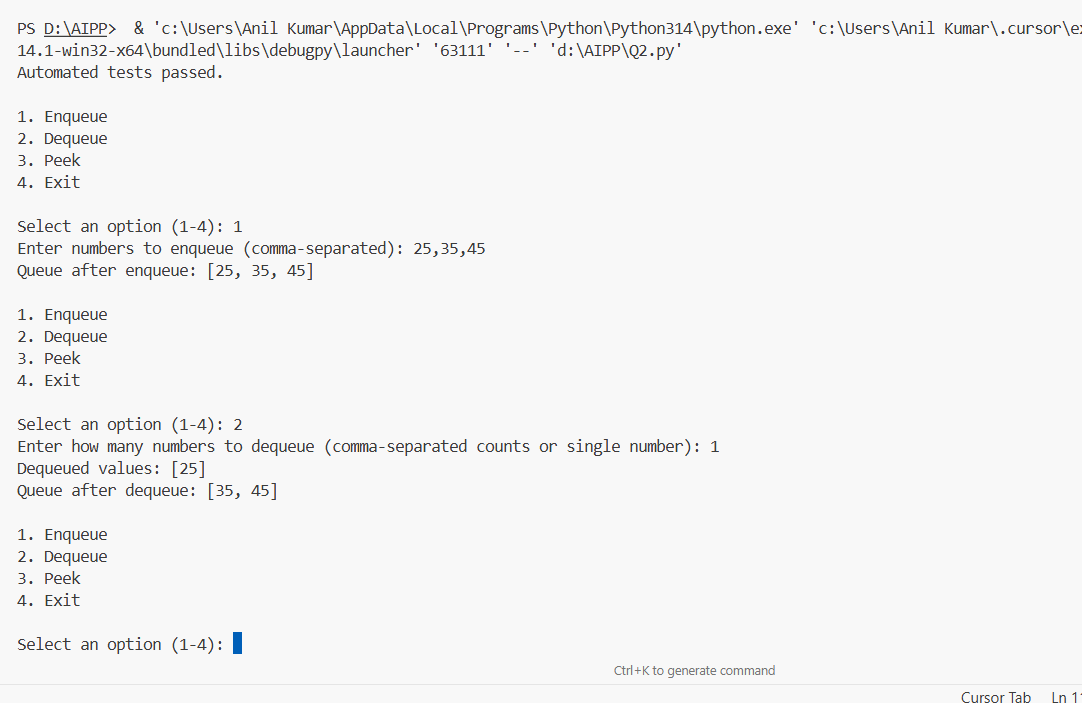 PS D:\AIPP>  & 'c:\Users\Anil Kumar\AppData\Local\Programs\Python\Python314\python.exe' 'c:\Users\Anil Kumar\.cursor\ex
14.1-win32-x64\bundled\libs\debugpy\launcher' '63111' '--' 'd:\AIPP\Q2.py'
Automated tests passed.

1. Enqueue
2. Dequeue
3. Peek
4. Exit

Select an option (1-4): 1
Enter numbers to enqueue (comma-separated): 25,35,45
Queue after enqueue: [25, 35, 45]

1. Enqueue
2. Dequeue
3. Peek
4. Exit

Select an option (1-4): 2
Enter how many numbers to dequeue (comma-separated counts or single number): 1
Dequeued values: [25]
Queue after dequeue: [35, 45]

1. Enqueue
2. Dequeue
3. Peek
4. Exit

Select an option (1-4):
Ctrl+K to generate command
Cursor Tab Ln 11